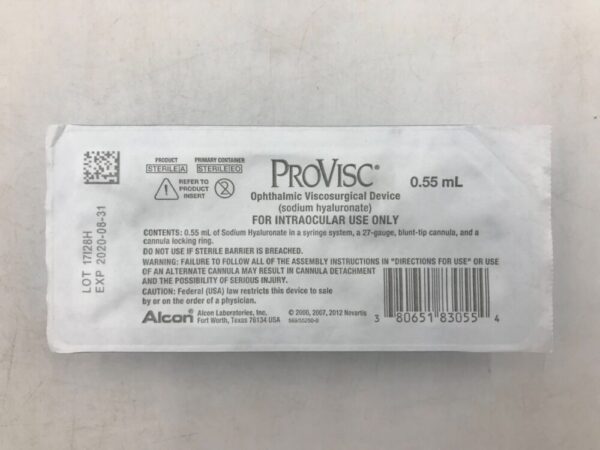 PRODUCT
STERILE A
PRIMARY CONTAINER
STERILE EO
REFER TO
PRODUCT
INSERT
PROVISC®
0.55 mL
Ophthalmic Viscosurgical Device
(sodium hyaluronate)
FOR INTRAOCULAR USE ONLY
LOT 17I28H
EXP 2020-08-31
CONTENTS: 0.55 mL of Sodium Hyaluronate in a syringe system, a 27-gauge, blunt-tip cannula, and a
cannula locking ring.
DO NOT USE IF STERILE BARRIER IS BREACHED.
WARNING: FAILURE TO FOLLOW ALL OF THE ASSEMBLY INSTRUCTIONS IN "DIRECTIONS FOR USE" OR USE
OF AN ALTERNATE CANNULA MAY RESULT IN CANNULA DETACHMENT
AND THE POSSIBILITY OF SERIOUS INJURY.
CAUTION: Federal (USA) law restricts this device to sale
by or on the order of a physician.
Alcon®
Alcon Laboratories, Inc.
Fort Worth, Texas 76134 USA
© 2006, 2007, 2012 Novartis
3 80651 83055 4